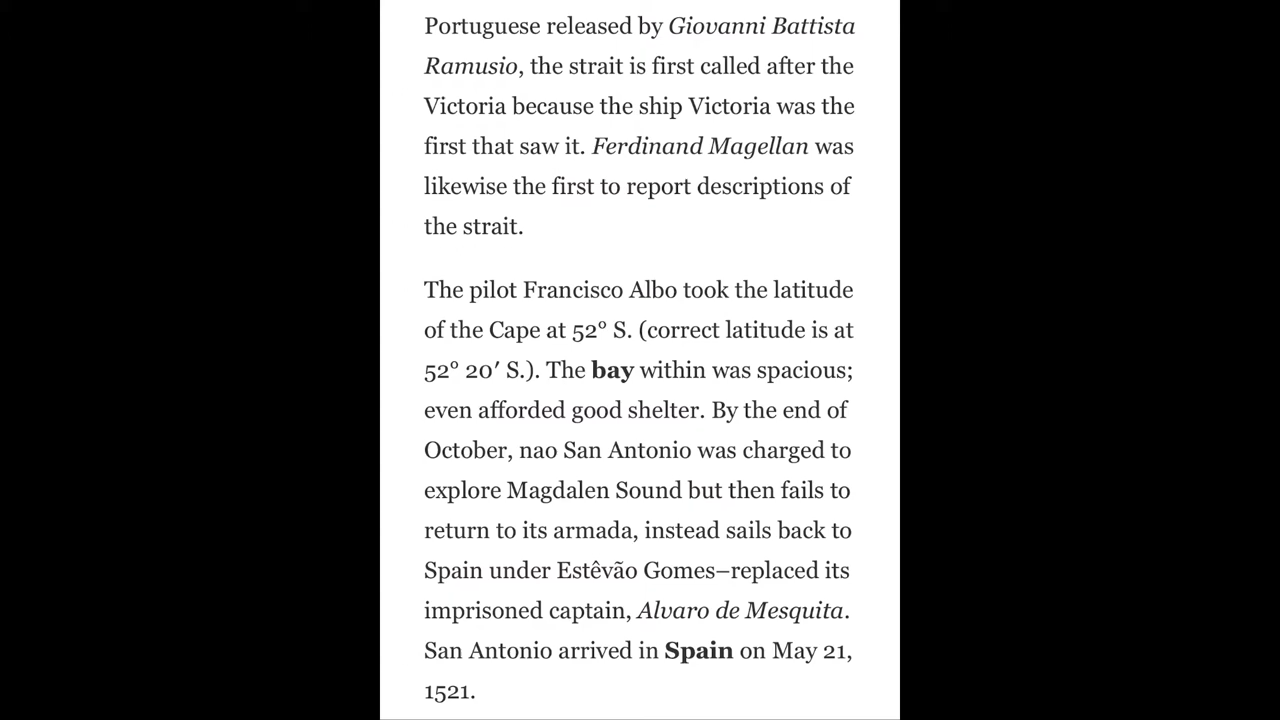 Portuguese released by Giovanni Battista
Ramusio, the strait is first called after the
Victoria because the ship Victoria was the
first that saw it. Ferdinand Magellan was
likewise the first to report descriptions of
the strait.
The pilot Francisco Albo took the latitude
of the Cape at 52° S. (correct latitude is at
52° 20′ S.). The bay within was spacious;
even afforded good shelter. By the end of
October, nao San Antonio was charged to
explore Magdalen Sound but then fails to
return to its armada, instead sails back to
Spain under Estêvão Gomes–replaced its
imprisoned captain, Alvaro de Mesquita.
San Antonio arrived in Spain on May 21,
1521.